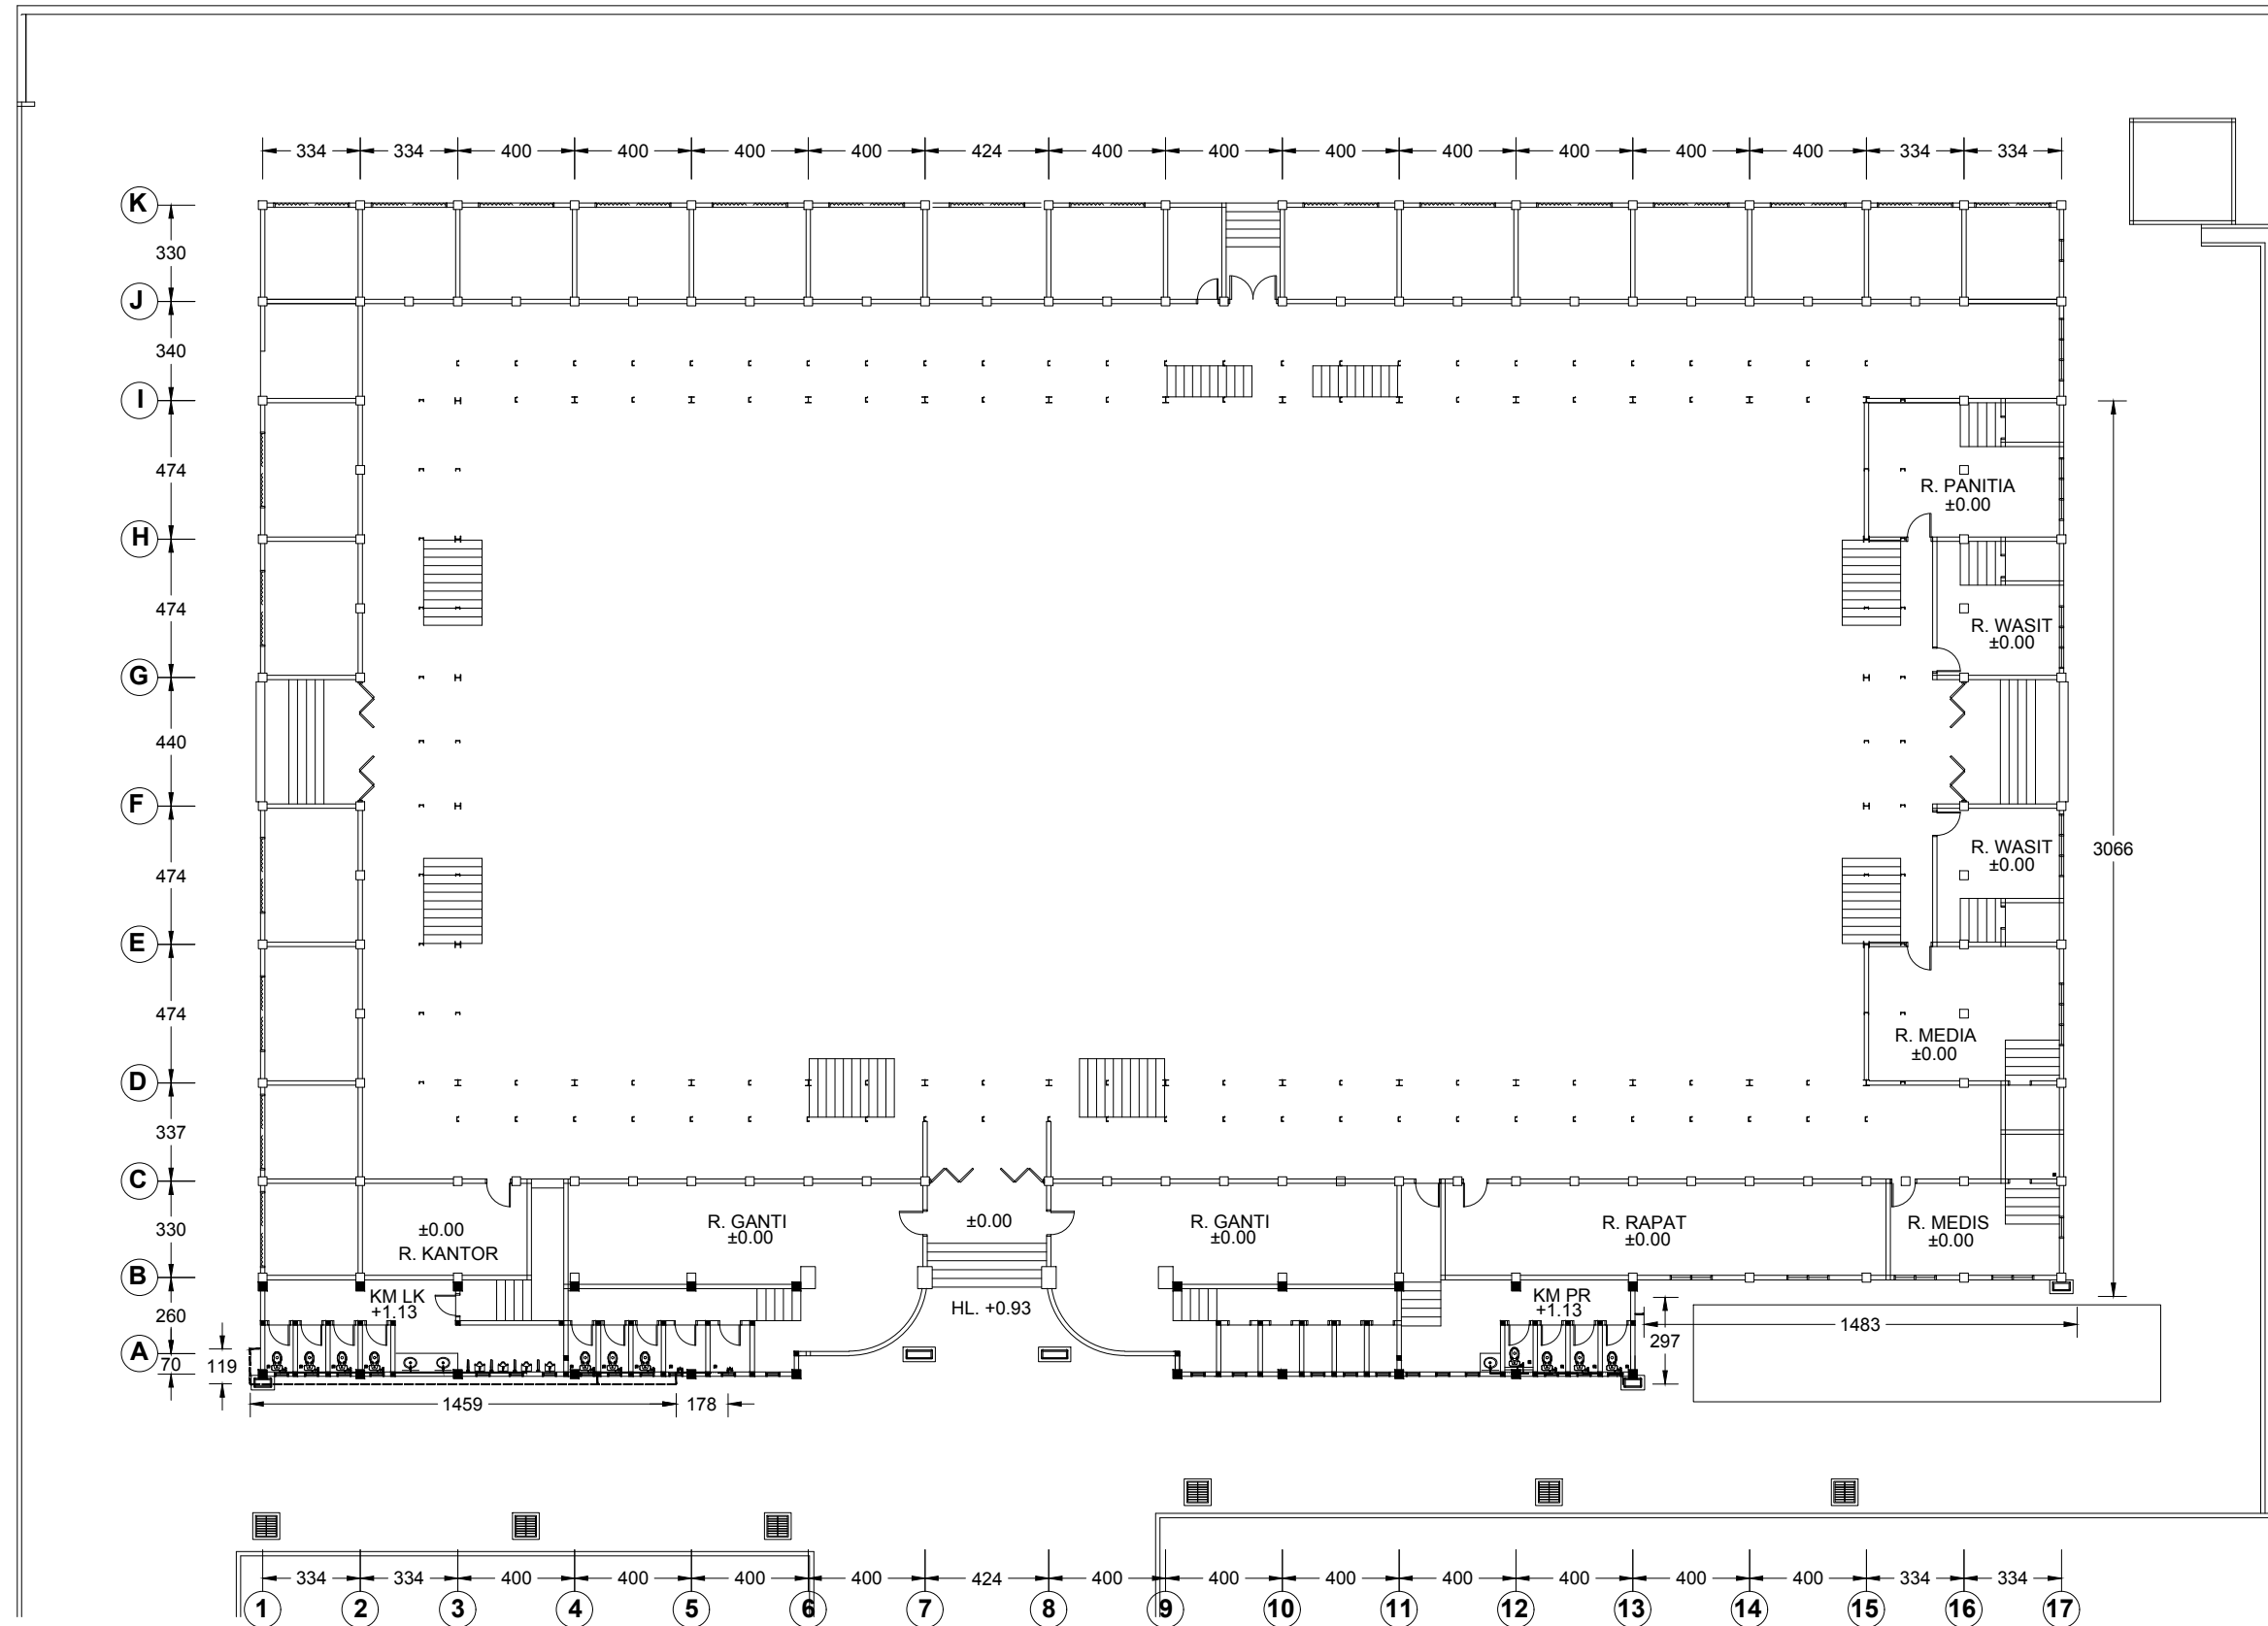 334 334 400 400 400 400 424 400 400 400 400 400 400 400 334 334
K
330
J
340
I
474
R. PANITIA
±0.00
H
474
R. WASIT
±0.00
G
440
F
R. WASIT
±0.00
474
3066
E
474
R. MEDIA
±0.00
D
337
C
330
±0.00
R. KANTOR
R. GANTI
±0.00
±0.00
R. GANTI
±0.00
R. RAPAT
±0.00
R. MEDIS
±0.00
B
260
KM LK
+1.13
HL. +0.93
KM PR
+1.13
1483
297
A
70
119
1459 178
334 334 400 400 400 400 424 400 400 400 400 400 400 400 334 334
1 2 3 4 5 6 7 8 9 10 11 12 13 14 15 16 17